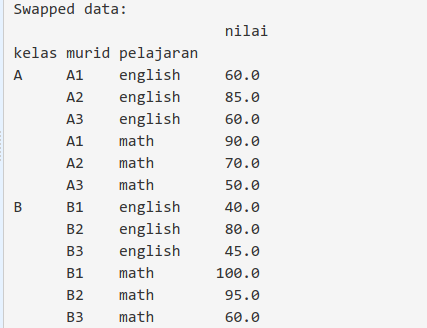 Swapped data:
nilai
kelas murid pelajaran
A A1 english 60.0
A2 english 85.0
A3 english 60.0
A1 math 90.0
A2 math 70.0
A3 math 50.0
B B1 english 40.0
B2 english 80.0
B3 english 45.0
B1 math 100.0
B2 math 95.0
B3 math 60.0